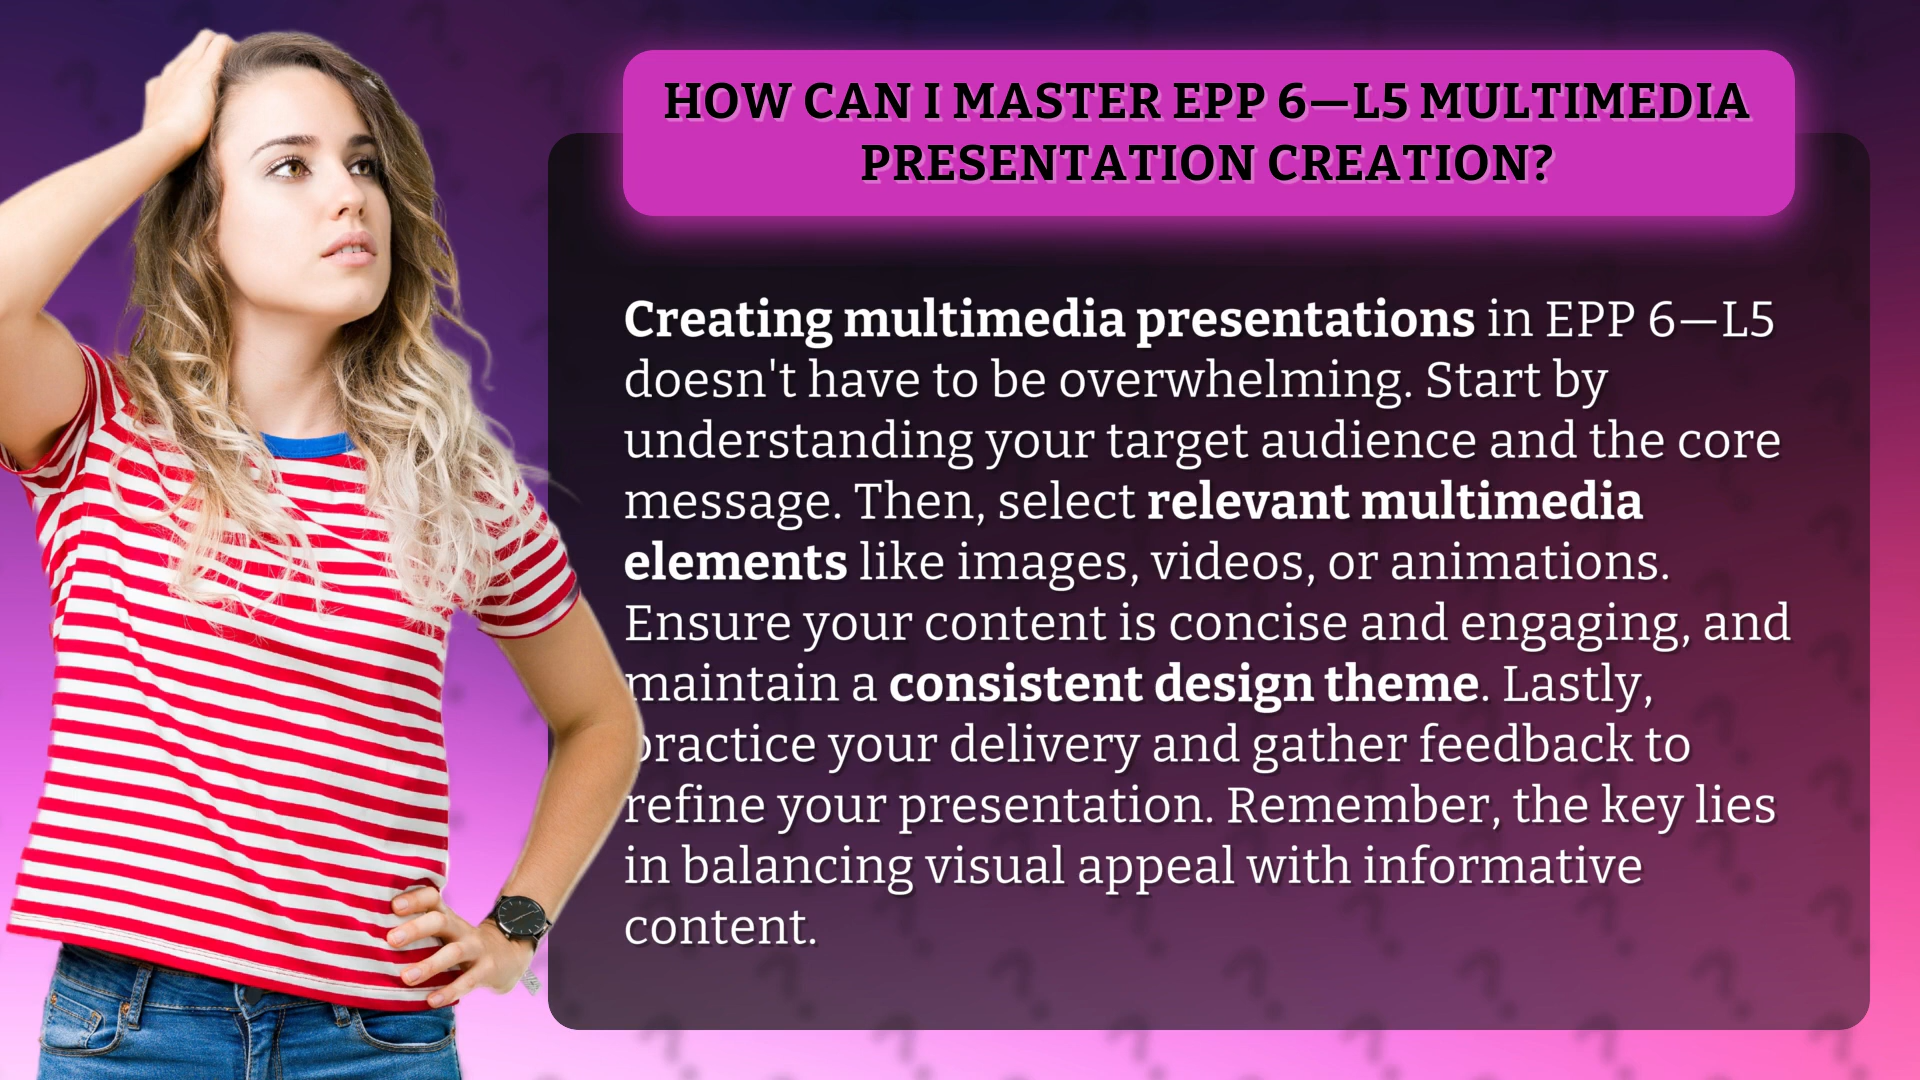 HOW CAN I MASTER EPP 6—L5 MULTIMEDIA
PRESENTATION CREATION?
Creating multimedia presentations in EPP 6—L5
doesn't have to be overwhelming. Start by
understanding your target audience and the core
message. Then, select relevant multimedia
elements like images, videos, or animations.
Ensure your content is concise and engaging, and
maintain a consistent design theme. Lastly,
practice your delivery and gather feedback to
refine your presentation. Remember, the key lies
in balancing visual appeal with informative
content.